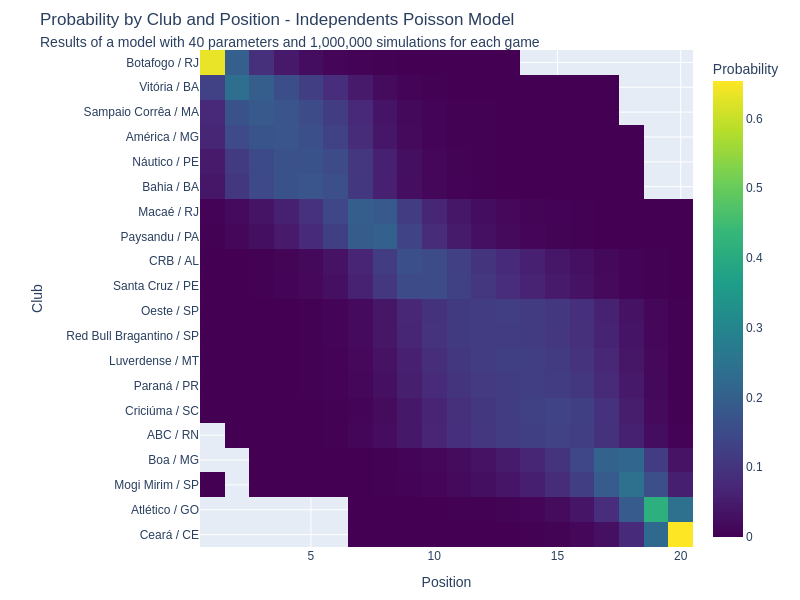 Probability by Club and Position - Independents Poisson Model
Results of a model with 40 parameters and 1,000,000 simulations for each game
Probability
Botafogo / RJ
Vitória / BA
Sampaio Corrêa / MA
América / MG
Náutico / PE
Bahia / BA
Macaé / RJ
Paysandu / PA
CRB / AL
Santa Cruz / PE
Oeste / SP
Red Bull Bragantino / SP
Luverdense / MT
Paraná / PR
Criciúma / SC
ABC / RN
Boa / MG
Mogi Mirim / SP
Atlético / GO
Ceará / CE
Club
5
10
15
20
Position
0.6
0.5
0.4
0.3
0.2
0.1
0